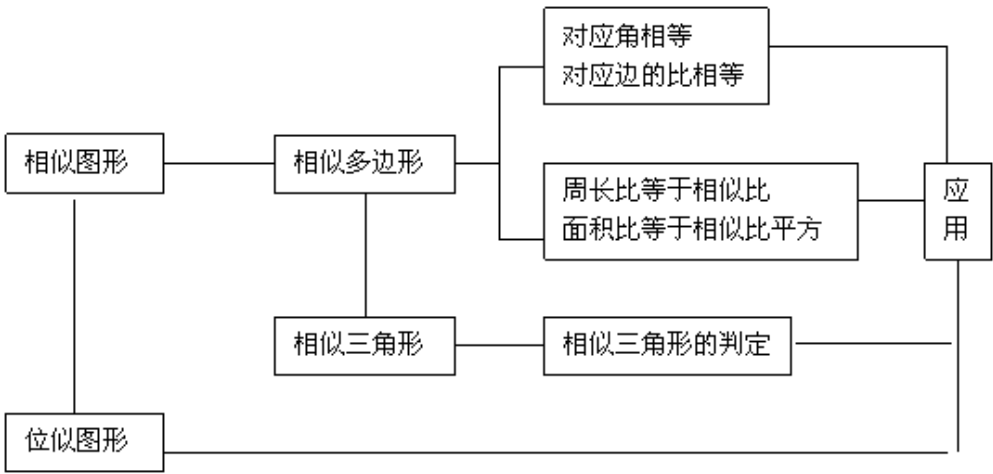 对应角相等
对应边的比相等
相似图形
相似多边形
周长比等于相似比
面积比等于相似比平方
应
用
相似三角形
相似三角形的判定
位似图形